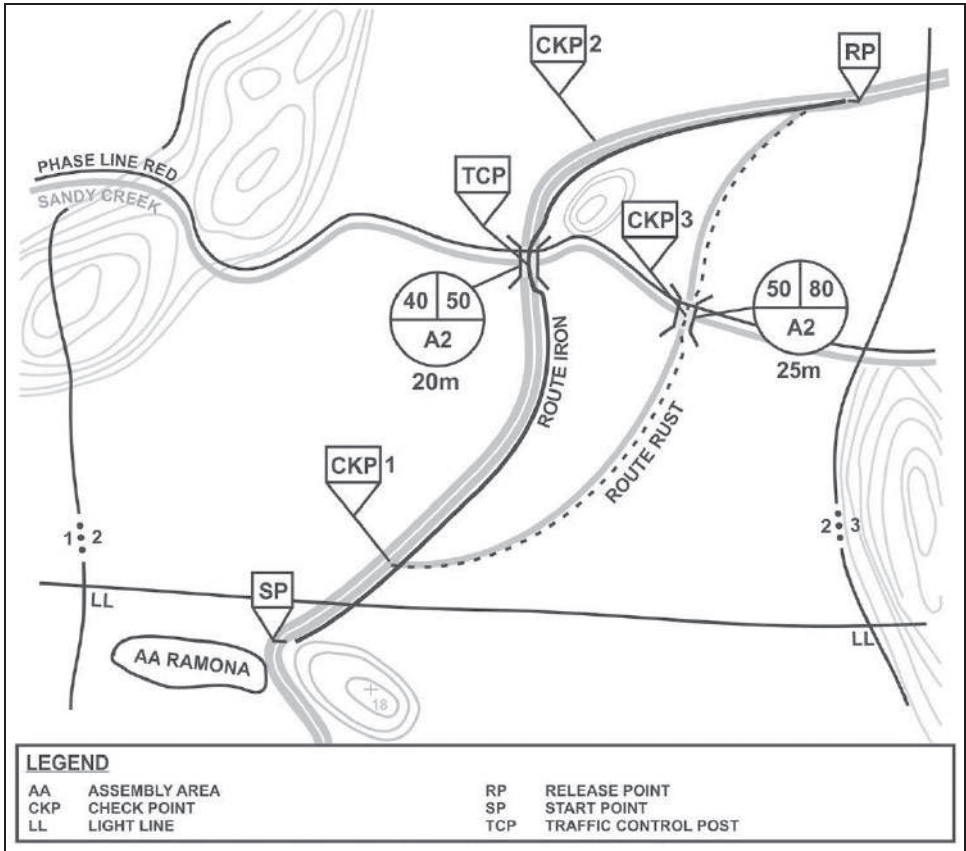 CKP 2
RP
PHASE LINE RED
SANDY CREEK
TCP
CKP 3
40 50
A2
20m
50 80
A2
25m
ROUTE IRON
ROUTE RUST
CKP 1
1 2
2 3
SP
LL
LL
AA RAMONA
18
LEGEND
AA ASSEMBLY AREA
CKP CHECK POINT
LL LIGHT LINE
RP RELEASE POINT
SP START POINT
TCP TRAFFIC CONTROL POST